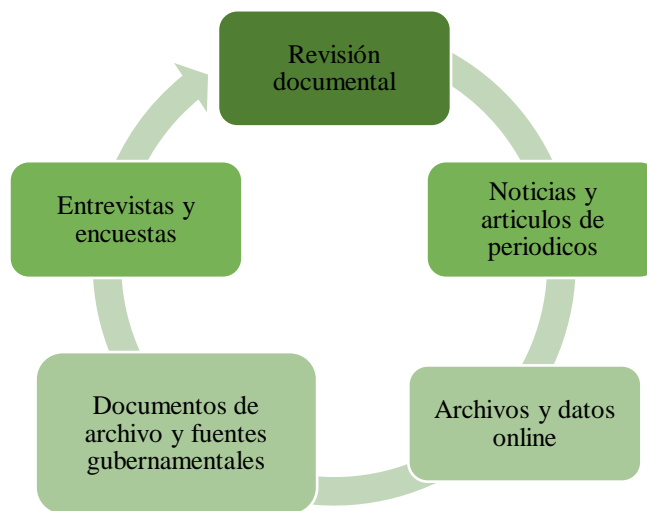 Revisión
documental
Noticias y
articulos de
periodicos
Archivos y datos
online
Documentos de
archivo y fuentes
gubernamentales
Entrevistas y
encuestas